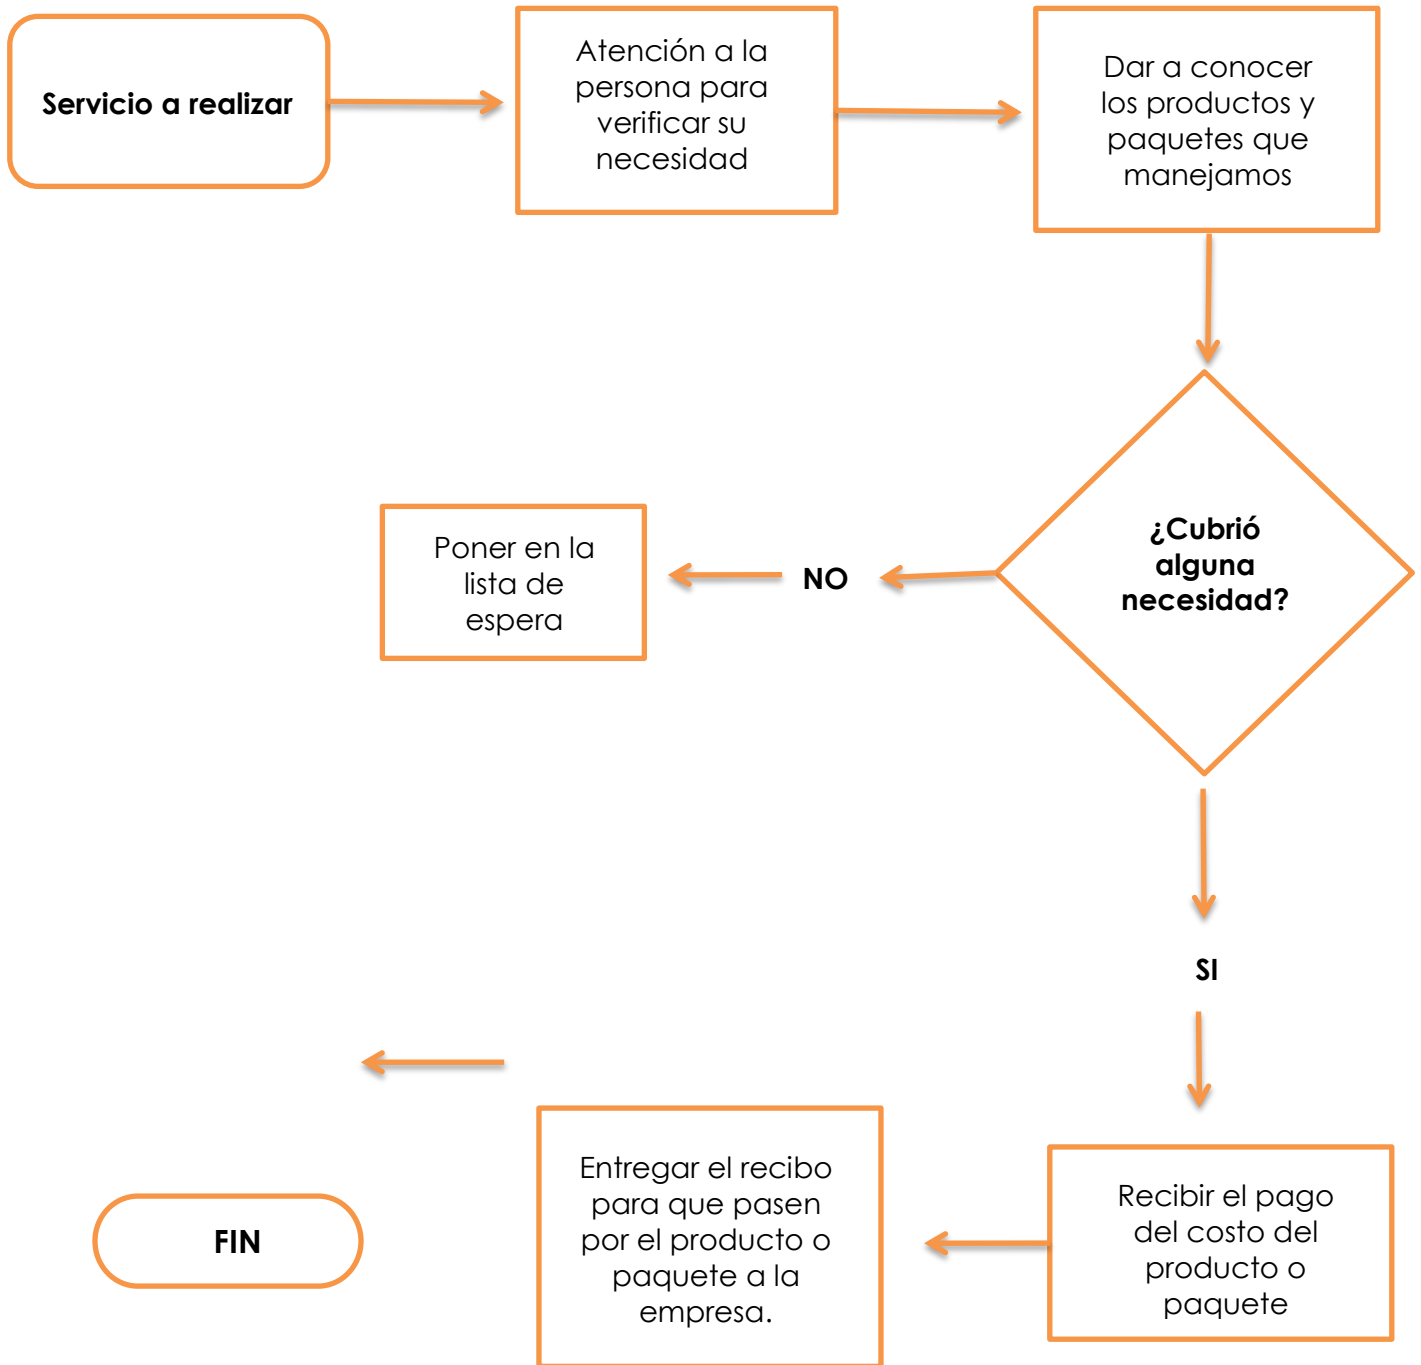 Servicio a realizar
Atención a la
persona para
verificar su
necesidad
Dar a conocer
los productos y
paquetes que
manejamos
¿Cubrió
alguna
necesidad?
NO
Poner en la
lista de
espera
SI
Recibir el pago
del costo del
producto o
paquete
Entregar el recibo
para que pasen
por el producto o
paquete a la
empresa.
FIN